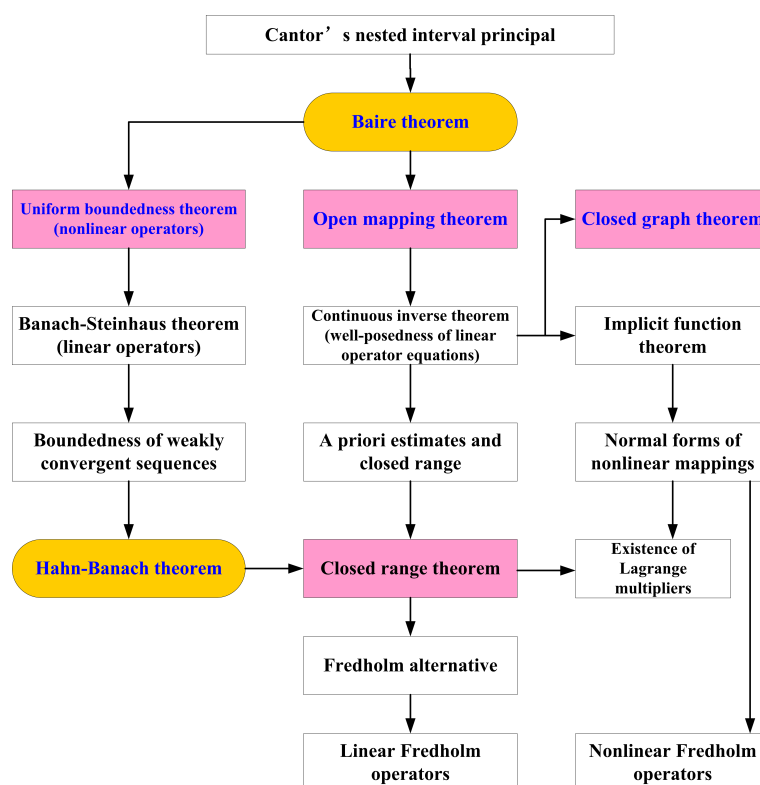 Cantor’s nested interval principal
Baire theorem
Uniform boundedness theorem
(nonlinear operators)
Open mapping theorem
Closed graph theorem
Banach-Steinhaus theorem
(linear operators)
Continuous inverse theorem
(well-posedness of linear
operator equations)
Implicit function
theorem
Boundedness of weakly
convergent sequences
A priori estimates and
closed range
Normal forms of
nonlinear mappings
Hahn-Banach theorem
Closed range theorem
Existence of
Lagrange
multipliers
Fredholm alternative
Linear Fredholm
operators
Nonlinear Fredholm
operators